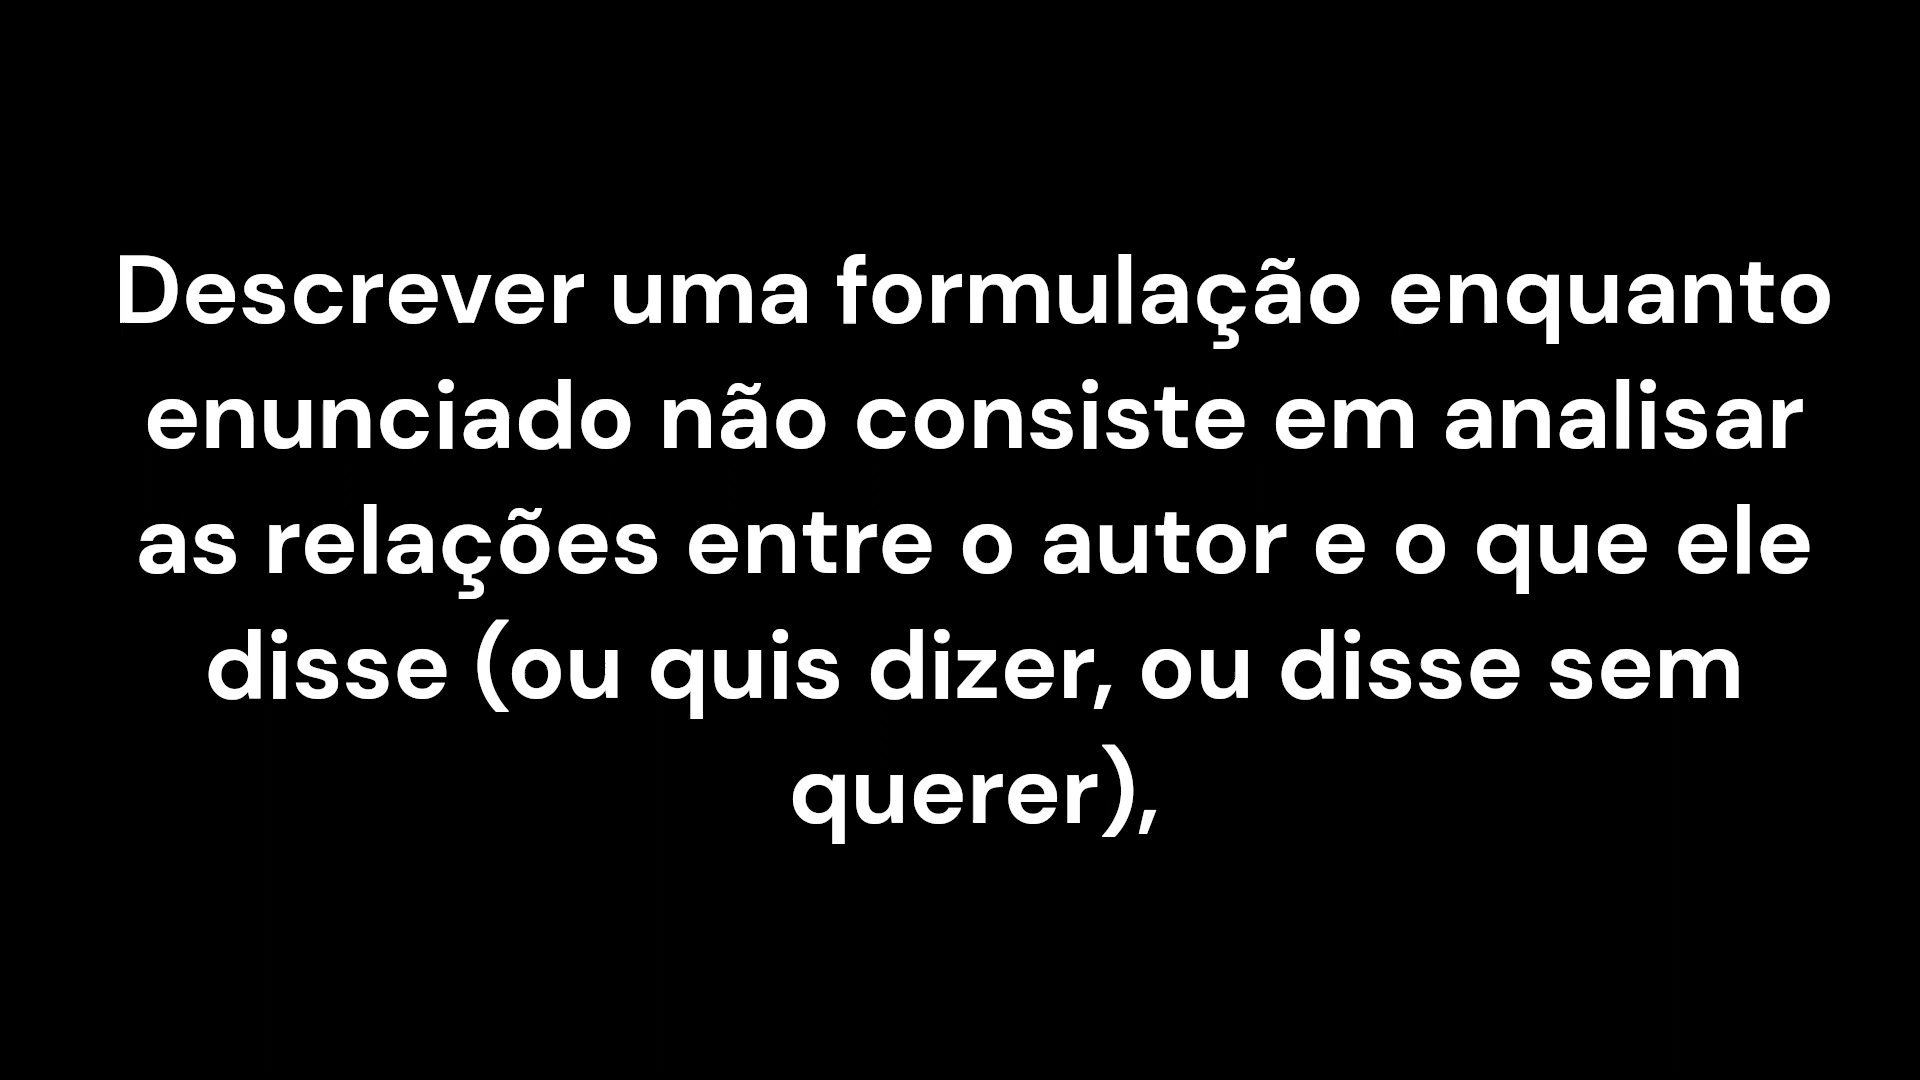 Descrever uma formulação enquanto
enunciado não consiste em analisar
as relações entre o autor e o que ele
disse (ou quis dizer, ou disse sem
querer),